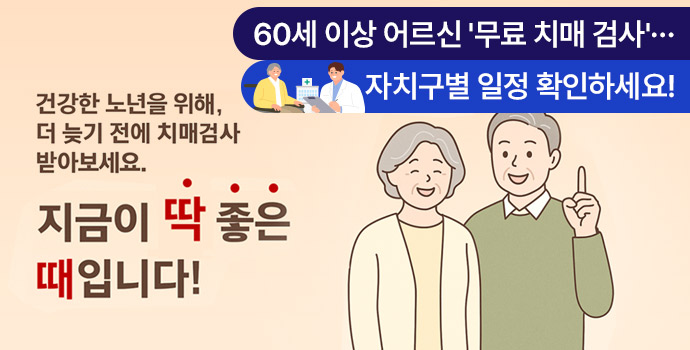 60세 이상 어르신 '무료 치매 검사'…
자치구별 일정 확인하세요!
건강한 노년을 위해,
더 늦기 전에 치매검사
받아보세요.
지금이 딱 좋은
때입니다!